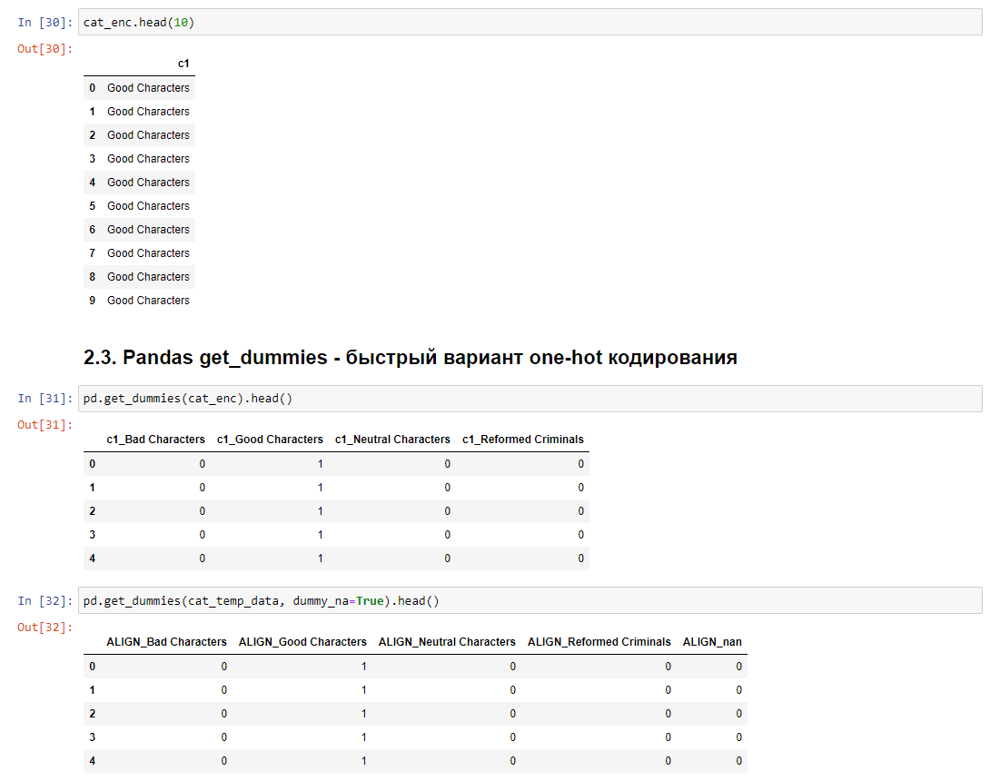 In [30]: cat_enc.head(10)
Out[30]:
c1
0 Good Characters
1 Good Characters
2 Good Characters
3 Good Characters
4 Good Characters
5 Good Characters
6 Good Characters
7 Good Characters
8 Good Characters
9 Good Characters
2.3. Pandas get_dummies - быстрый вариант one-hot кодирования
In [31]: pd.get_dummies(cat_enc).head()
Out[31]:
c1_Bad Characters c1_Good Characters c1_Neutral Characters c1_Reformed Criminals
0 0 1 0 0
1 0 1 0 0
2 0 1 0 0
3 0 1 0 0
4 0 1 0 0
In [32]: pd.get_dummies(cat_temp_data, dummy_na=True).head()
Out[32]:
ALIGN_Bad Characters ALIGN_Good Characters ALIGN_Neutral Characters ALIGN_Reformed Criminals ALIGN_nan
0 0 1 0 0 0
1 0 1 0 0 0
2 0 1 0 0 0
3 0 1 0 0 0
4 0 1 0 0 0